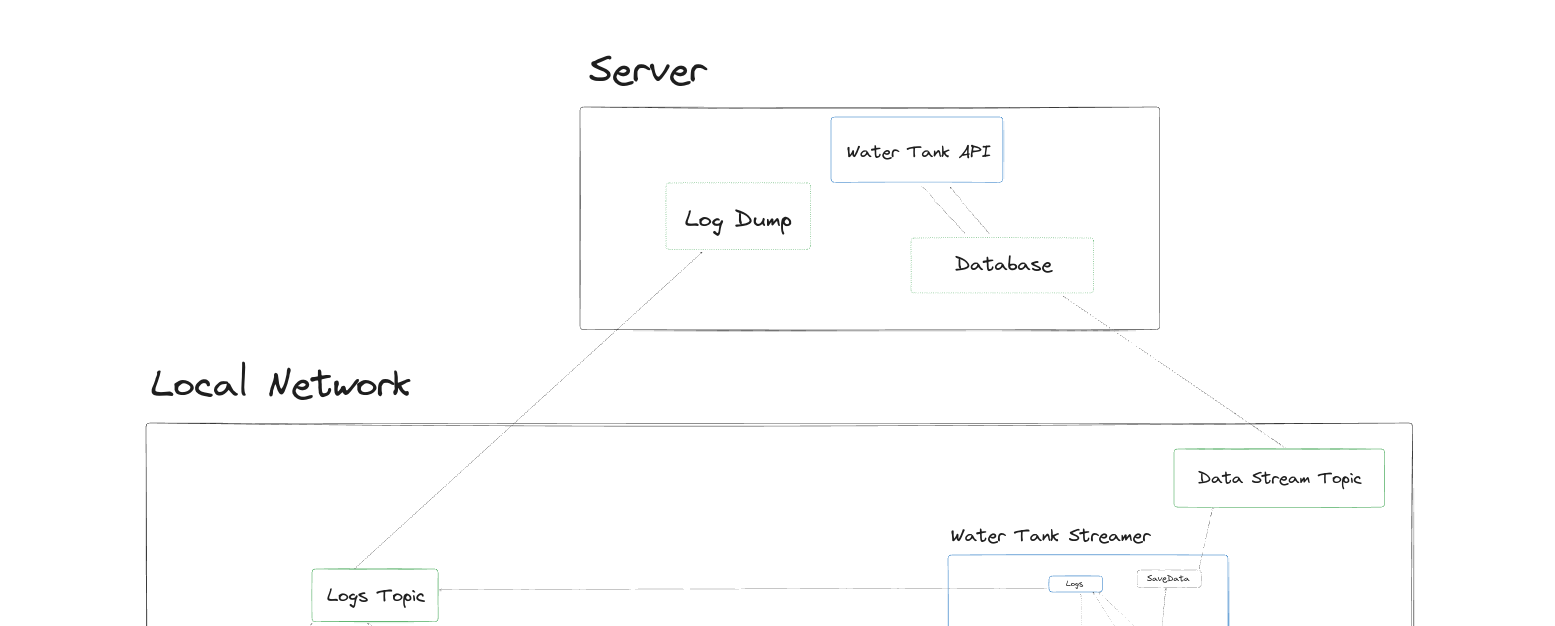 Server
Water Tank API
Log Dump
Database
Local Network
Data Stream Topic
Water Tank Streamer
Logs
SaveData
Logs Topic